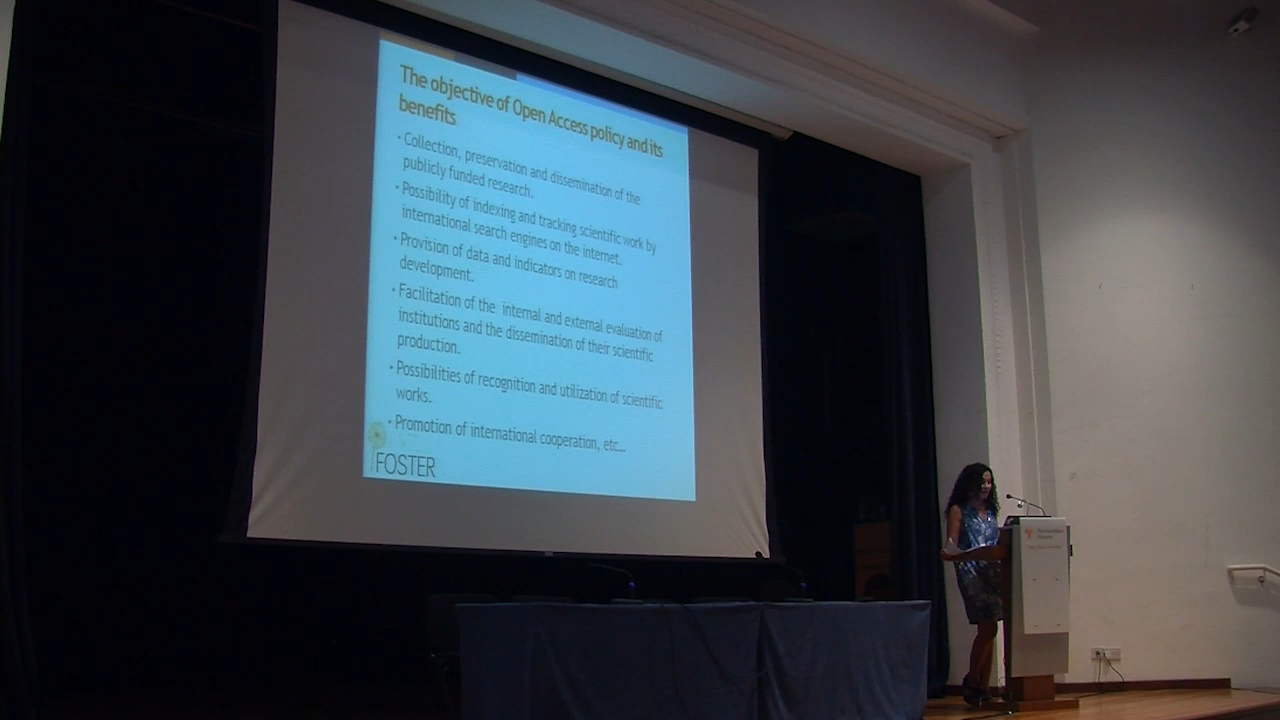 The objective of Open Access policy and its
benefits
• Collection, preservation and dissemination of the
publicly funded research.
• Possibility of indexing and tracking scientific work by
international search engines on the internet.
• Provision of data and indicators on research
development.
• Facilitation of the internal and external evaluation of
institutions and the dissemination of their scientific
production.
• Possibilities of recognition and utilization of scientific
works.
• Promotion of international cooperation, etc...
FOSTER